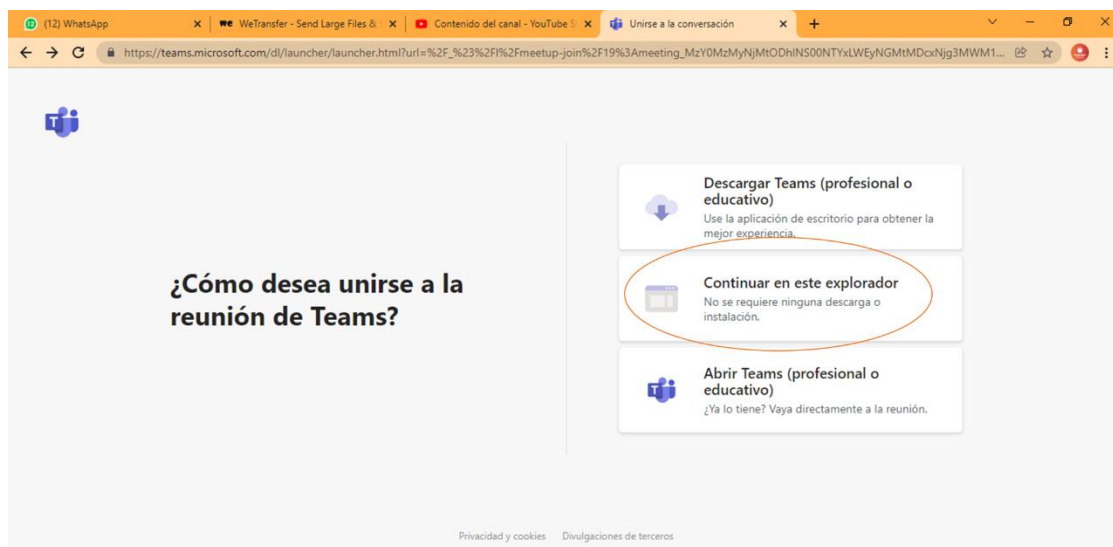 (12) WhatsApp
WeTransfer - Send Large Files &
Contenido del canal - YouTube
Unirse a la conversación
https://teams.microsoft.com/dl/launcher/launcher.html?url=%2F_%23%2Fl%2Fmeetup-join%2F19%3Ameeting_MzY0MzMyNjMtODhlNS00NTYxLWEyNGMtMDcxNjg3MWM1...
Descargar Teams (profesional o
educativo)
Use la aplicación de escritorio para obtener la
mejor experiencia.
¿Cómo desea unirse a la
reunión de Teams?
Continuar en este explorador
No se requiere ninguna descarga o
instalación.
Abrir Teams (profesional o
educativo)
¿Ya lo tiene? Vaya directamente a la reunión.
Privacidad y cookies
Divulgaciones de terceros